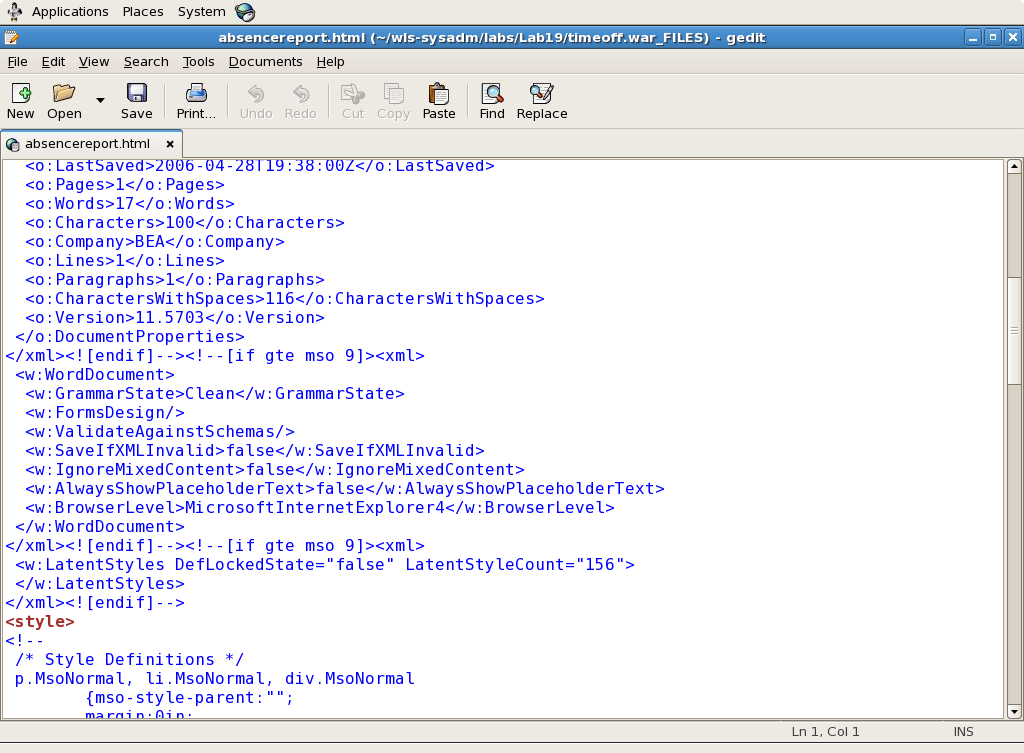 Applications Places System
absencereport.html (~/wls-sysadm/labs/Lab19/timeoff.war_FILES) - gedit
File Edit View Search Tools Documents Help
New Open Save Print... Undo Redo Cut Copy Paste Find Replace
absencereport.html
<o:LastSaved>2006-04-28T19:38:00Z</o:LastSaved>
<o:Pages>1</o:Pages>
<o:Words>17</o:Words>
<o:Characters>100</o:Characters>
<o:Company>BEA</o:Company>
<o:Lines>1</o:Lines>
<o:Paragraphs>1</o:Paragraphs>
<o:CharactersWithSpaces>116</o:CharactersWithSpaces>
<o:Version>11.5703</o:Version>
</o:DocumentProperties>
</xml><![endif]--><!--[if gte mso 9]><xml>
<w:WordDocument>
<w:GrammarState>Clean</w:GrammarState>
<w:FormsDesign/>
<w:ValidateAgainstSchemas/>
<w:SaveIfXMLInvalid>false</w:SaveIfXMLInvalid>
<w:IgnoreMixedContent>false</w:IgnoreMixedContent>
<w:AlwaysShowPlaceholderText>false</w:AlwaysShowPlaceholderText>
<w:BrowserLevel>MicrosoftInternetExplorer4</w:BrowserLevel>
</w:WordDocument>
</xml><![endif]--><!--[if gte mso 9]><xml>
<w:LatentStyles DefLockedState="false" LatentStyleCount="156">
</w:LatentStyles>
</xml><![endif]-->
<style>
<!--
/* Style Definitions */
p.MsoNormal, li.MsoNormal, div.MsoNormal
{mso-style-parent:"";
margin:0in;
Ln 1, Col 1 INS